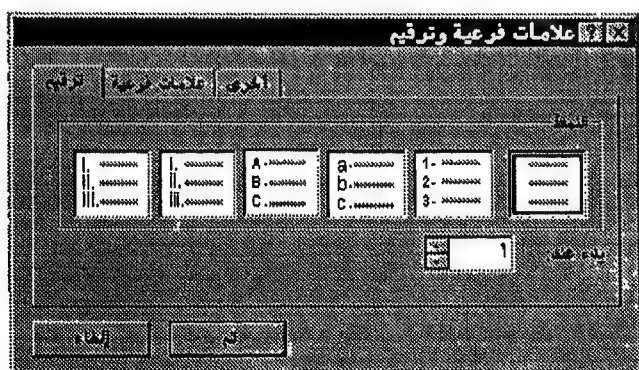 علامات فرعية وترقيم
ترقيم علامات فرعية أخرى
النمط
1- A. a. i. I.
2- B. b. ii. II.
3- C. c. iii. III.
بدء عند: 1
تم إلغاء